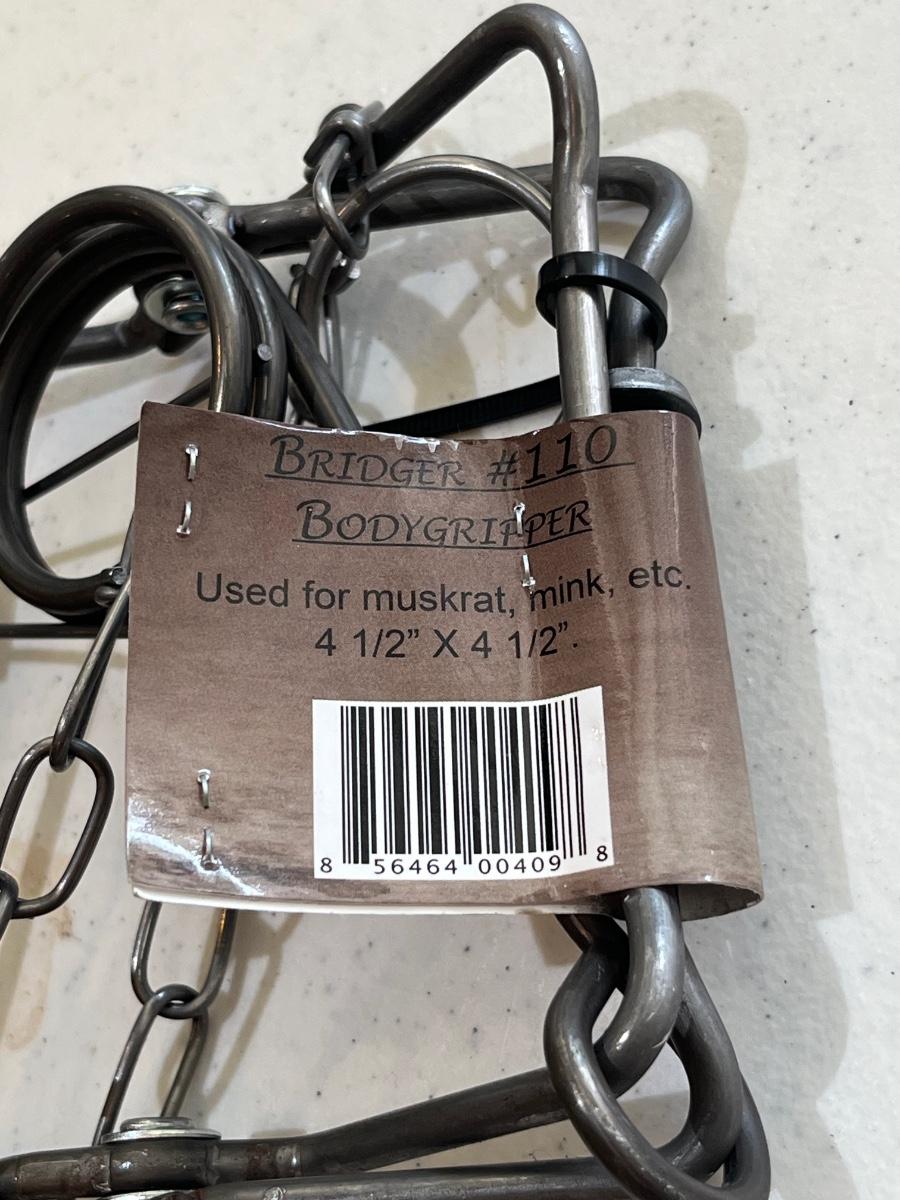 BRIDGER #110
BODYGRIPPER
Used for muskrat, mink, etc.
4 1/2” X 4 1/2”.
8 56464 00409 8